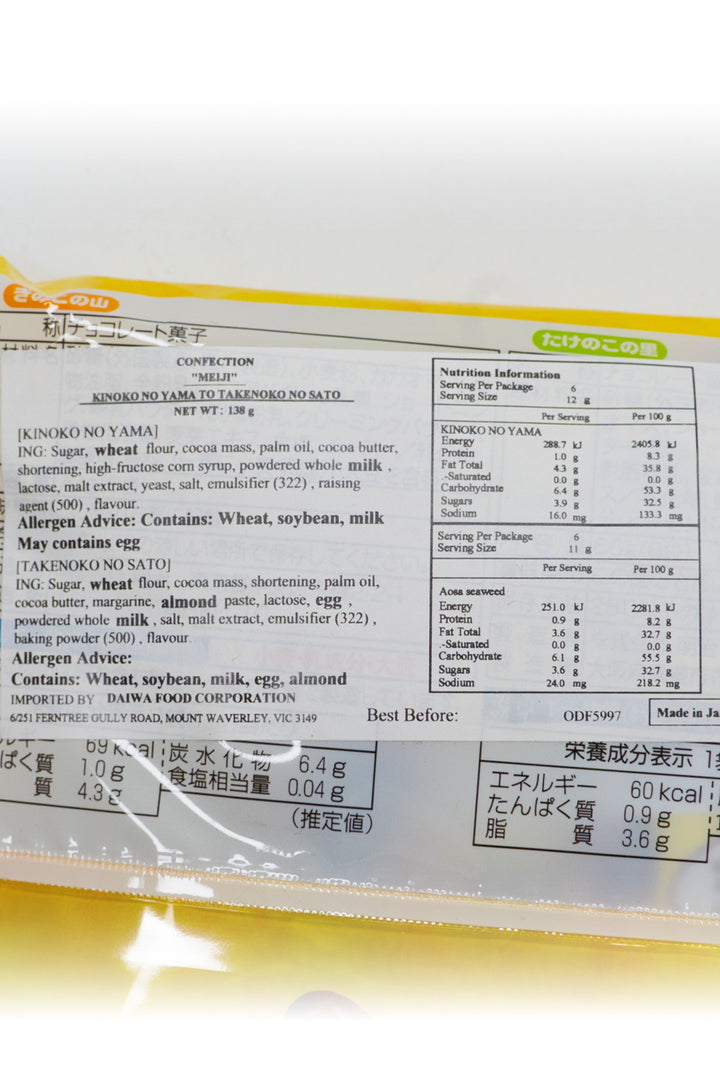 きのこの山
称 チョコレート菓子
たけのこの里
CONFECTION
"MEIJI"
KINOKO NO YAMA TO TAKENOKO NO SATO
NET WT: 138 g
[KINOKO NO YAMA]
ING: Sugar, wheat flour, cocoa mass, palm oil, cocoa butter,
shortening, high-fructose corn syrup, powdered whole milk ,
lactose, malt extract, yeast, salt, emulsifier (322) , raising
agent (500) , flavour.
Allergen Advice: Contains: Wheat, soybean, milk
May contains egg
[TAKENOKO NO SATO]
ING: Sugar, wheat flour, cocoa mass, shortening, palm oil,
cocoa butter, margarine, almond paste, lactose, egg ,
powdered whole milk , salt, malt extract, emulsifier (322) ,
baking powder (500) , flavour.
Allergen Advice:
Contains: Wheat, soybean, milk, egg, almond
IMPORTED BY DAIWA FOOD CORPORATION
6/251 FERNTREE GULLY ROAD, MOUNT WAVERLEY, VIC 3149
Nutrition Information
Serving Per Package 6
Serving Size 12 g
Per Serving Per 100 g
KINOKO NO YAMA
Energy 288.7 kJ 2405.8 kJ
Protein 1.0 g 8.3 g
Fat Total 4.3 g 35.8 g
.-Saturated 0.0 g 0.0 g
Carbohydrate 6.4 g 53.3 g
Sugars 3.9 g 32.5 g
Sodium 16.0 mg 133.3 mg
Serving Per Package 6
Serving Size 11 g
Per Serving Per 100 g
Aosa seaweed
Energy 251.0 kJ 2281.8 kJ
Protein 0.9 g 8.2 g
Fat Total 3.6 g 32.7 g
.-Saturated 0.0 g 0.0 g
Carbohydrate 6.1 g 55.5 g
Sugars 3.6 g 32.7 g
Sodium 24.0 mg 218.2 mg
Best Before: ODF5997
Made in Ja
69 kcal 炭水化物 6.4g
ぱく質 1.0g 食塩相当量 0.04g
質 4.3g
(推定値)
栄養成分表示 1
エネルギー 60 kcal
たんぱく質 0.9g
脂質 3.6g